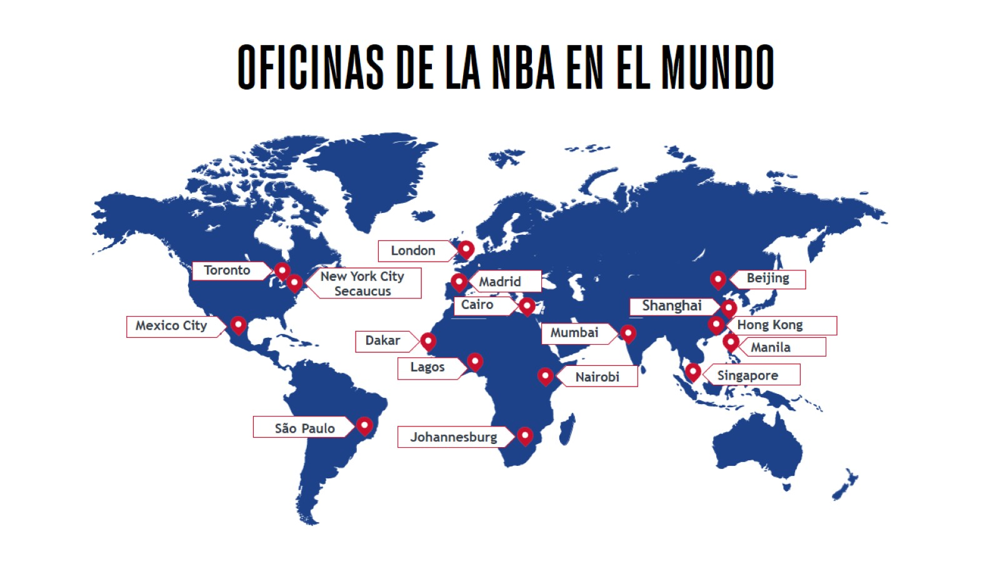 OFICINAS DE LA NBA EN EL MUNDO
London
Toronto
New York City
Secaucus
Madrid
Beijing
Cairo
Shanghai
Mexico City
Hong Kong
Mumbai
Dakar
Manila
Lagos
Nairobi
Singapore
São Paulo
Johannesburg